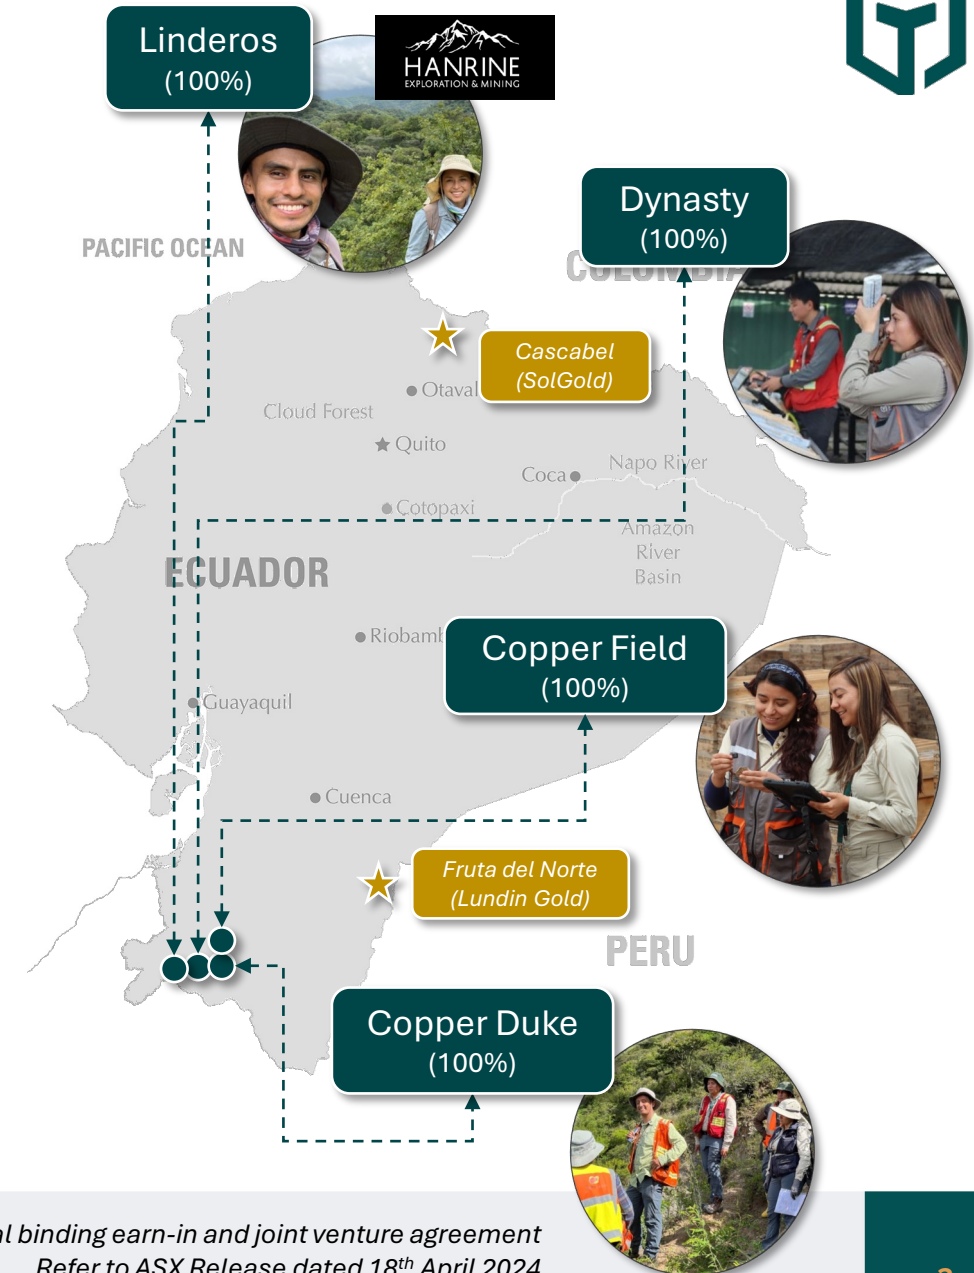 Linderos
(100%)
HANRINE
EXPLORATION & MINING
Dynasty
(100%)
PACIFIC OCEAN
COLOMBIA
Cascabel
(SolGold)
Otaval
Cloud Forest
Quito
Coca
Napo River
Cotopaxi
Amazon
River
Basin
ECUADOR
Riobamb
Copper Field
(100%)
Guayaquil
Cuenca
Fruta del Norte
(Lundin Gold)
PERU
Copper Duke
(100%)
al binding earn-in and joint venture agreement
Refer to ASX Release dated 18th April 2024